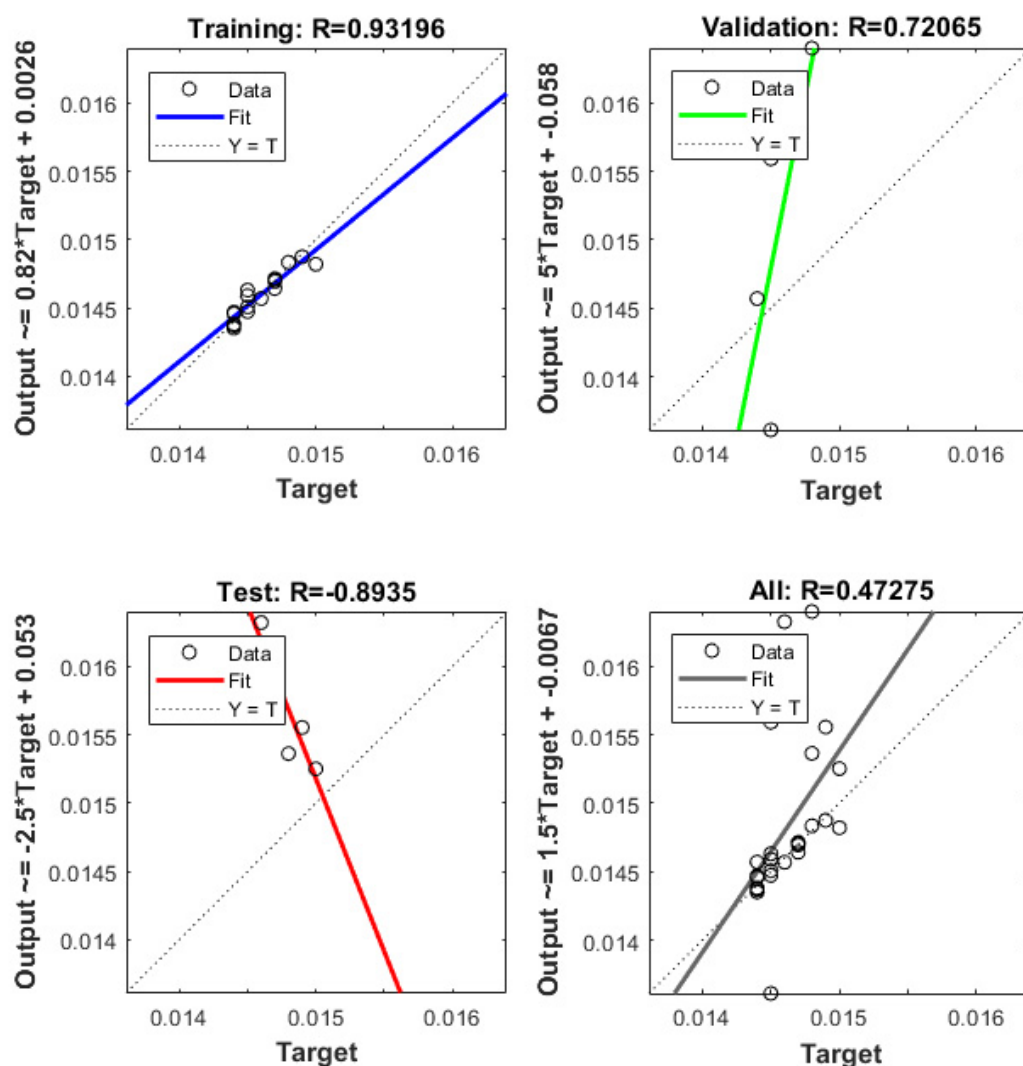 Training: R=0.93196
Output ~= 0.82*Target + 0.0026
Data
Fit
Y = T
0.016
0.0155
0.015
0.0145
0.014
0.014 0.015 0.016
Target
Validation: R=0.72065
Output ~= 5*Target + -0.058
Data
Fit
Y = T
0.016
0.0155
0.015
0.0145
0.014
0.014 0.015 0.016
Target
Test: R=-0.8935
Output ~= -2.5*Target + 0.053
Data
Fit
Y = T
0.016
0.0155
0.015
0.0145
0.014
0.014 0.015 0.016
Target
All: R=0.47275
Output ~= 1.5*Target + -0.0067
Data
Fit
Y = T
0.016
0.0155
0.015
0.0145
0.014
0.014 0.015 0.016
Target